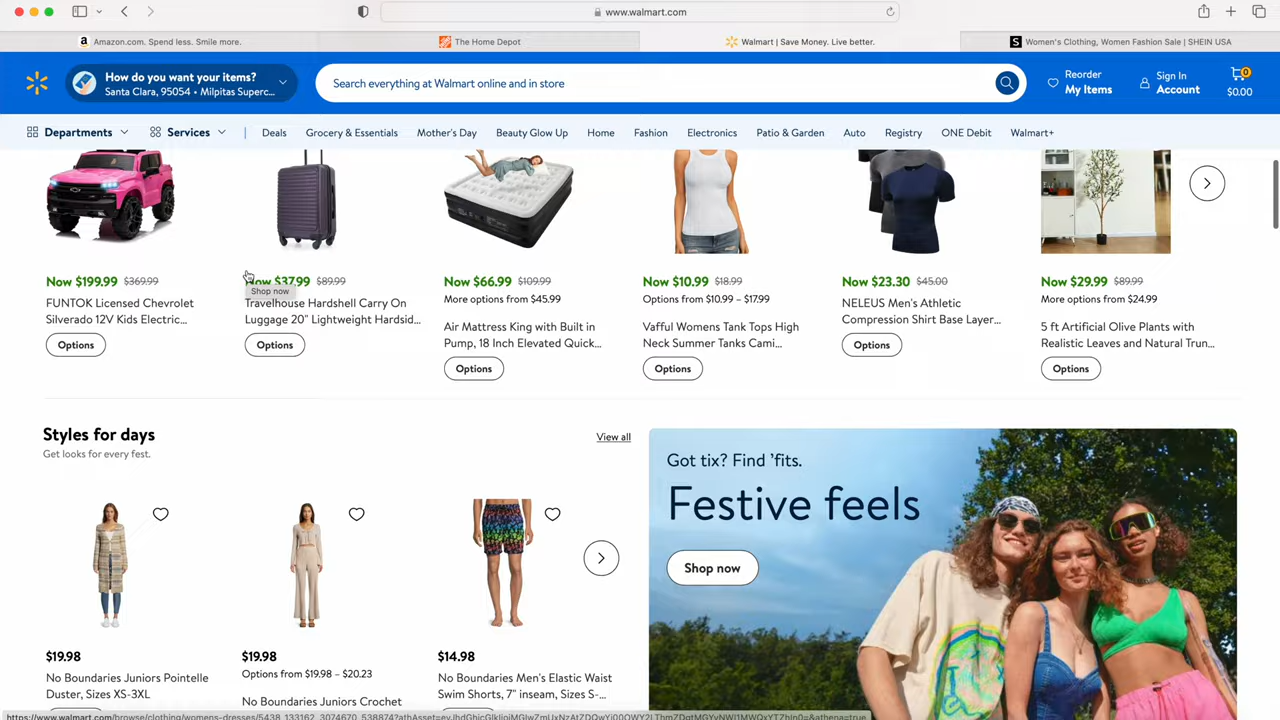 www.walmart.com
Amazon.com. Spend less. Smile more.
The Home Depot
Walmart | Save Money. Live better.
Women's Clothing, Women Fashion Sale | SHEIN USA
How do you want your items?
Santa Clara, 95054 • Milpitas Superc...
Search everything at Walmart online and in store
Reorder
My Items
Sign In
Account
0
$0.00
Departments
Services
Deals
Grocery & Essentials
Mother's Day
Beauty Glow Up
Home
Fashion
Electronics
Patio & Garden
Auto
Registry
ONE Debit
Walmart+
Now $199.99 $369.99
FUNTOK Licensed Chevrolet
Silverado 12V Kids Electric...
Options
Now $37.99 $89.99
Shop now
Travelhouse Hardshell Carry On
Luggage 20" Lightweight Hardsid...
Options
Now $66.99 $109.99
More options from $45.99
Air Mattress King with Built in
Pump, 18 Inch Elevated Quick...
Options
Now $10.99 $18.99
Options from $10.99 – $17.99
Vafful Womens Tank Tops High
Neck Summer Tanks Cami...
Options
Now $23.30 $45.00
NELEUS Men's Athletic
Compression Shirt Base Layer...
Options
Now $29.99 $89.99
More options from $24.99
5 ft Artificial Olive Plants with
Realistic Leaves and Natural Trun...
Options
Styles for days
View all
Get looks for every fest.
$19.98
No Boundaries Juniors Pointelle
Duster, Sizes XS-3XL
$19.98
Options from $19.98 – $20.23
No Boundaries Juniors Crochet
$14.98
No Boundaries Men's Elastic Waist
Swim Shorts, 7" inseam, Sizes S-...
Got tix? Find 'fits.
Festive feels
Shop now